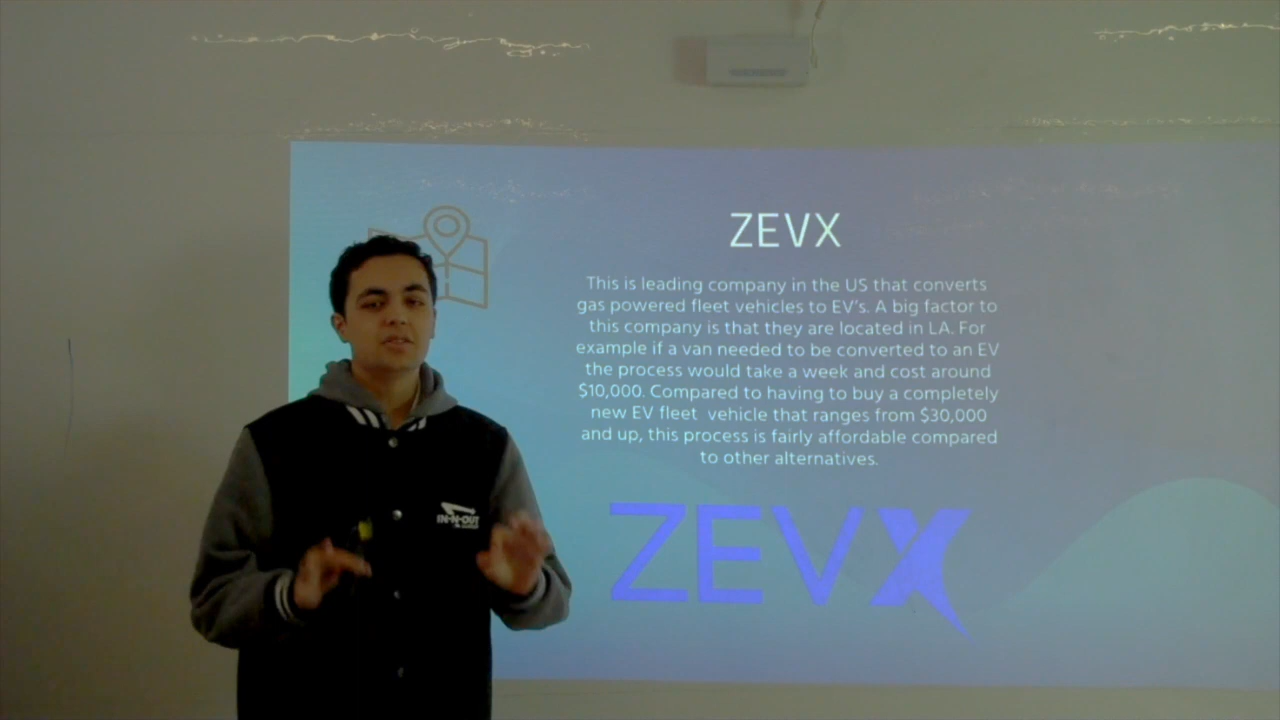 ZEVX
This is leading company in the US that converts
gas powered fleet vehicles to EV's. A big factor to
this company is that they are located in LA. For
example if a van needed to be converted to an EV
the process would take a week and cost around
$10,000. Compared to having to buy a completely
new EV fleet vehicle that ranges from $30,000
and up, this process is fairly affordable compared
to other alternatives.
IN-N-OUT
ZEVX